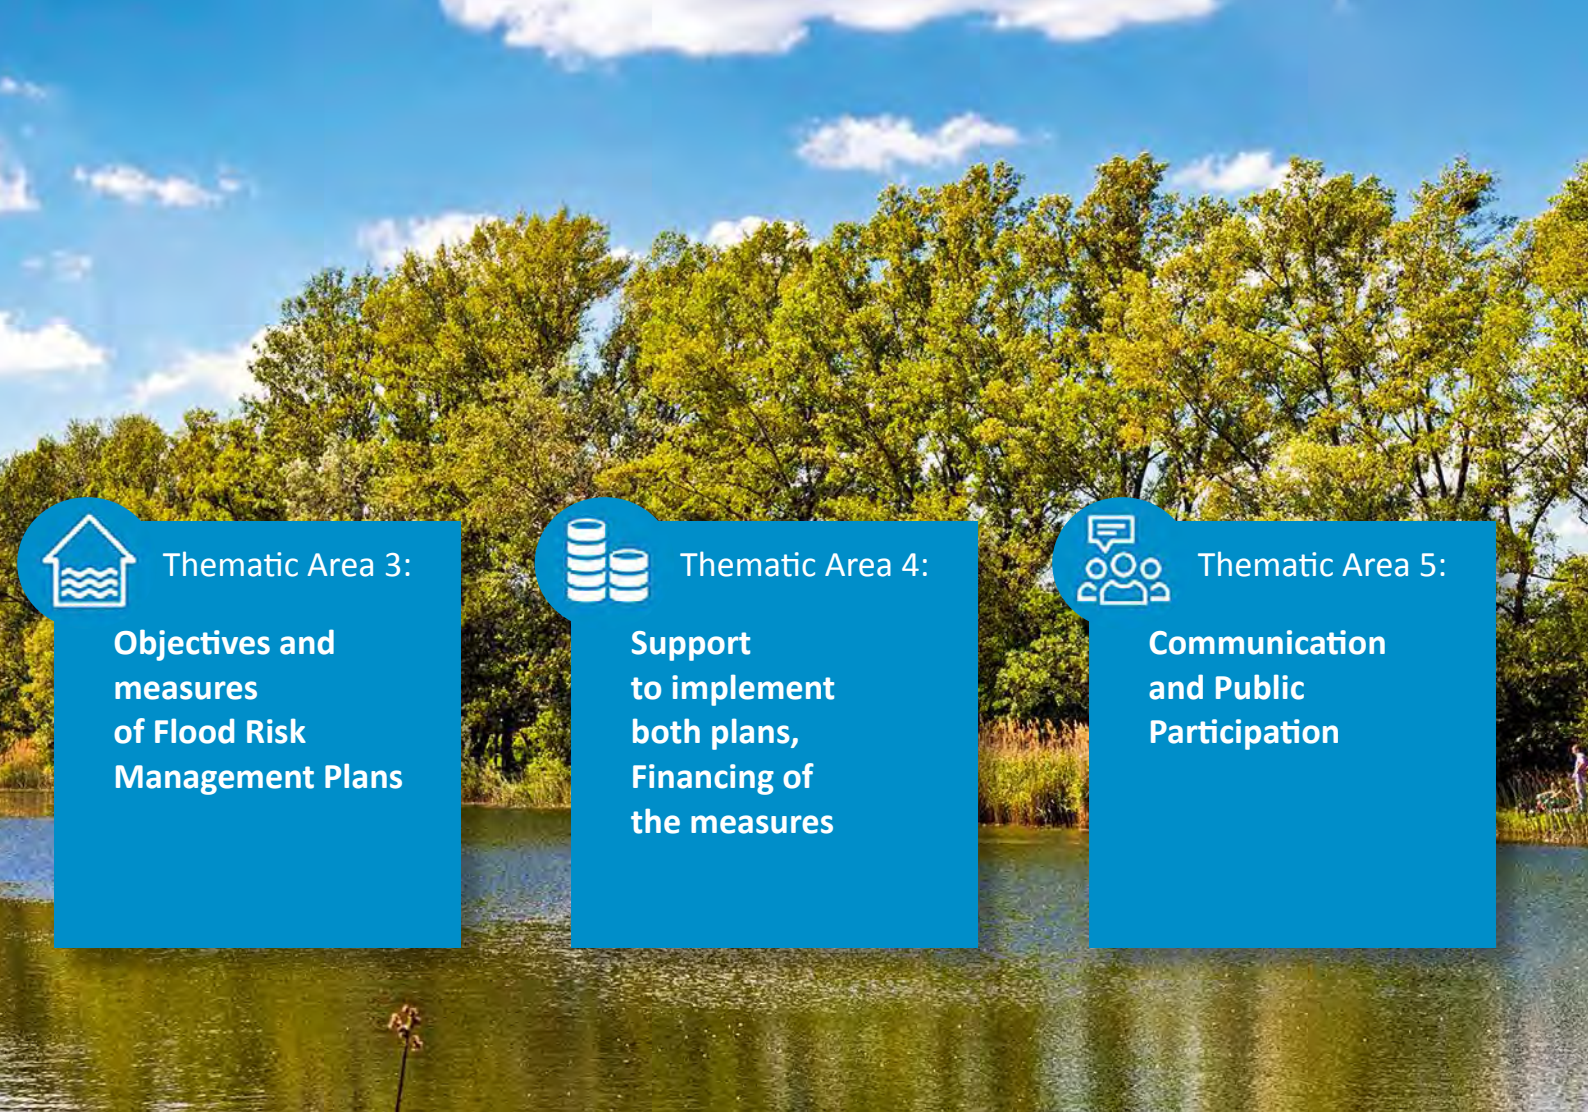 Thematic Area 3:
Objectives and
measures
of Flood Risk
Management Plans
Thematic Area 4:
Support
to implement
both plans,
Financing of
the measures
Thematic Area 5:
Communication
and Public
Participation